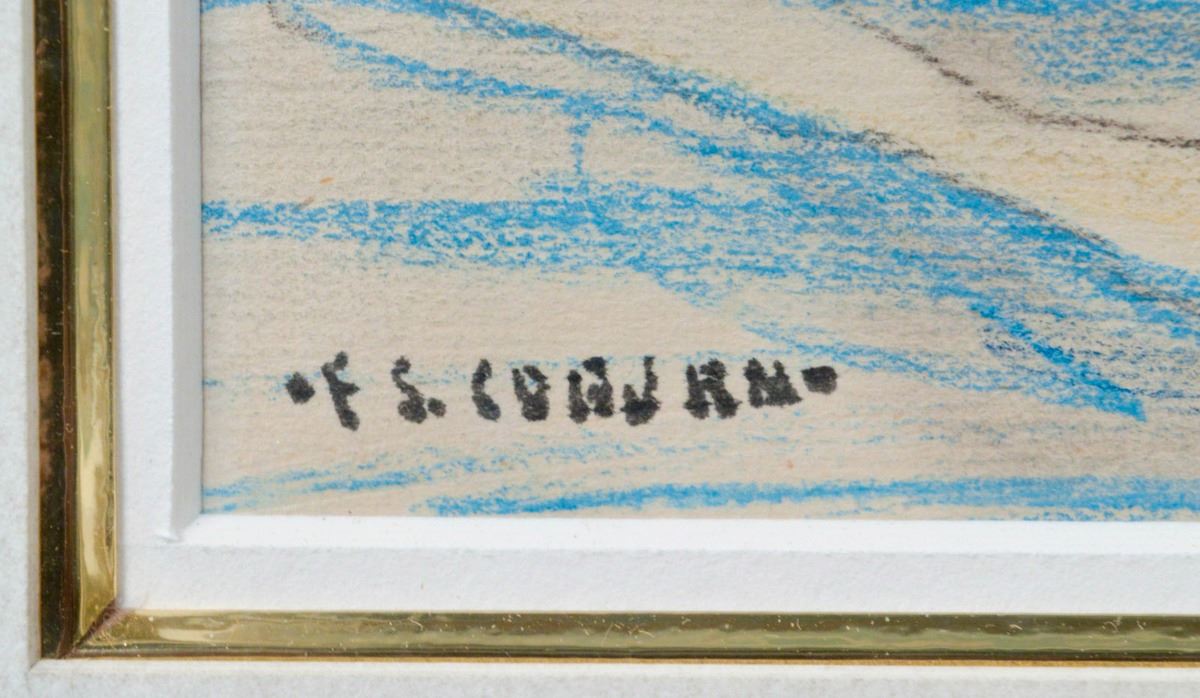 •F S. COBURN•